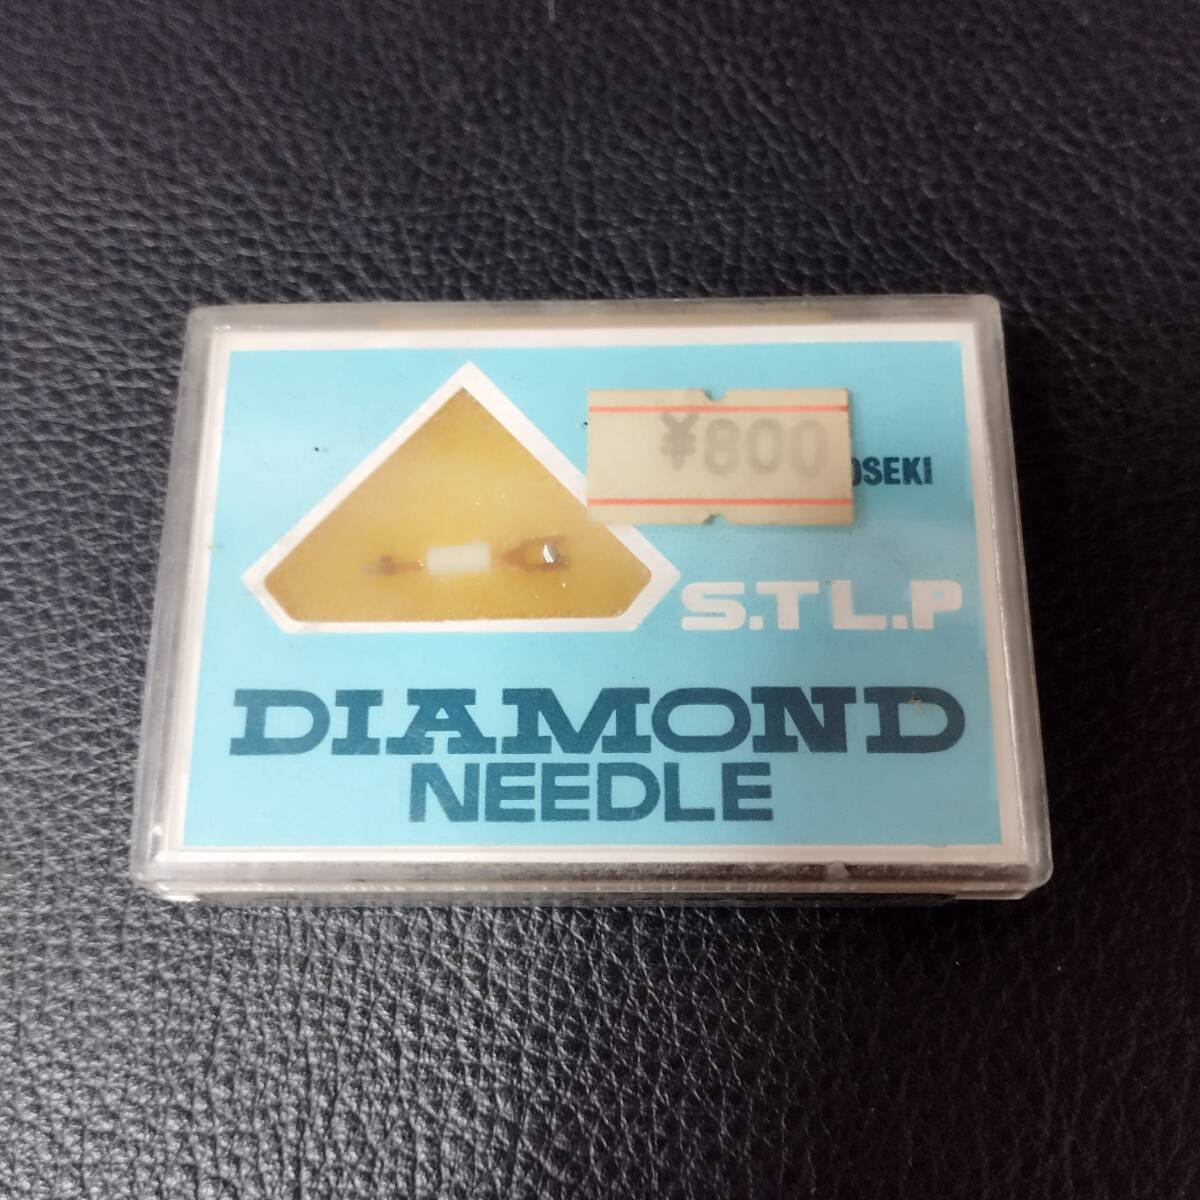 ¥800
OSEKI
S.T L.P
DIAMOND
NEEDLE